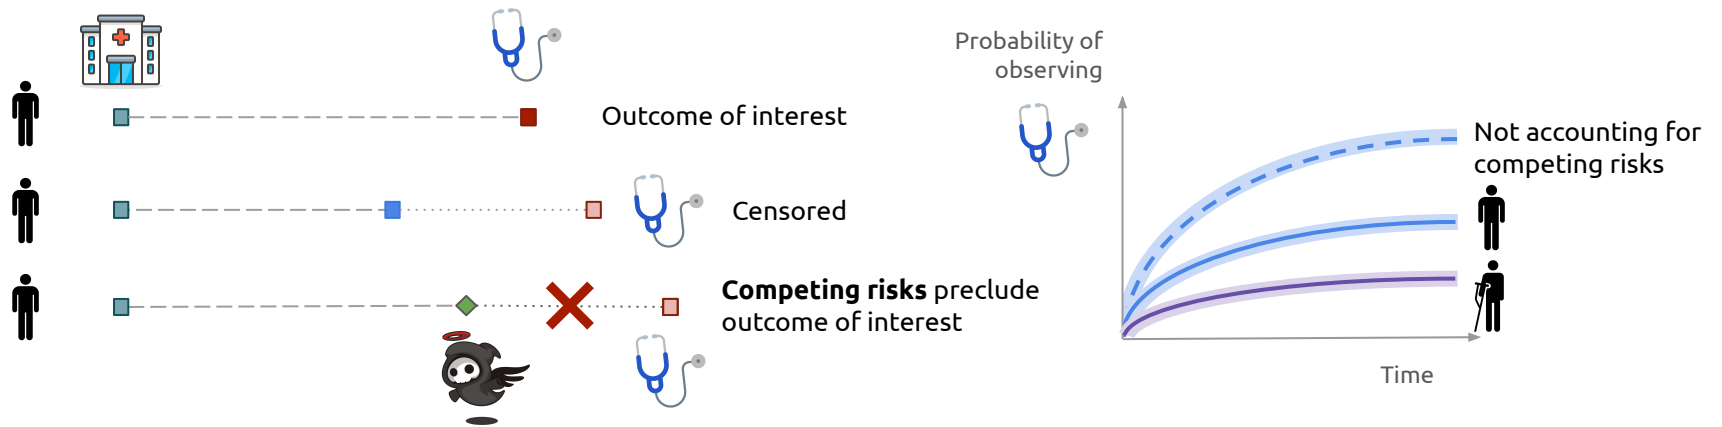 Outcome of interest
Censored
Competing risks preclude
outcome of interest
Probability of
observing
Not accounting for
competing risks
Time